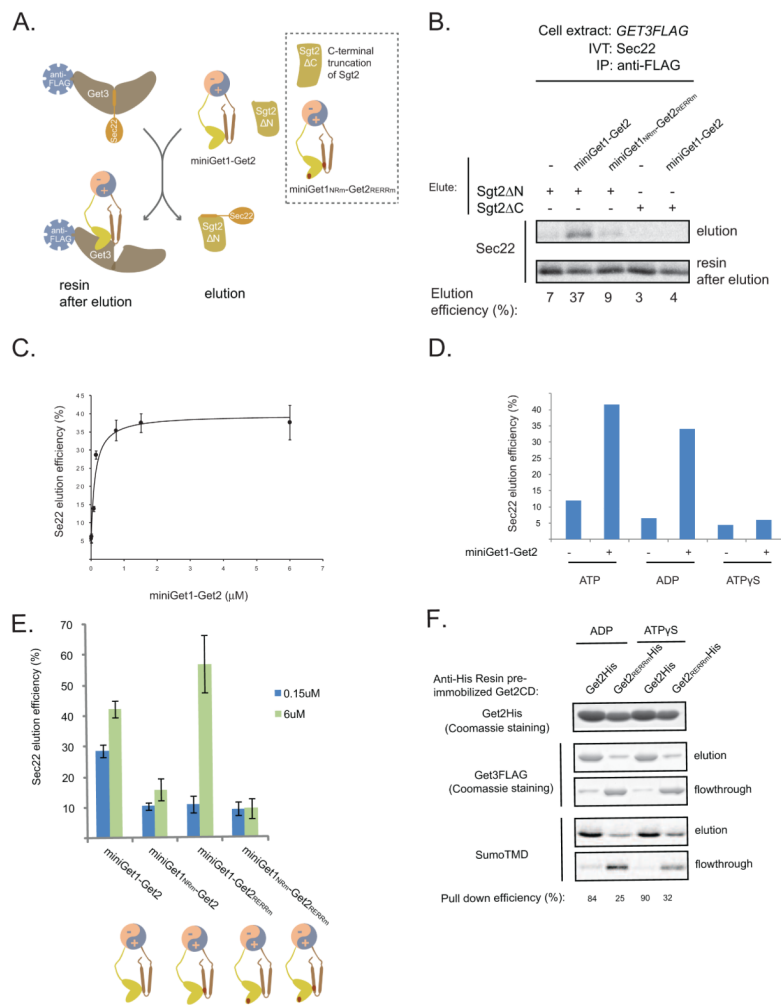 A.
anti-
FLAG
Get3
Sec22
miniGet1-Get2
Sgt2
ΔN
Sgt2
ΔC
C-terminal
truncation
of Sgt2
miniGet1NRm-Get2RERRm
anti-
FLAG
Get3
Sgt2
ΔN
Sec22
resin
after elution
elution
B.
Cell extract: GET3FLAG
IVT: Sec22
IP: anti-FLAG
- miniGet1-Get2 miniGet1NRm-Get2RERRm - miniGet1-Get2
Elute:
Sgt2ΔN + + + - -
Sgt2ΔC - - - + +
Sec22
elution
resin
after elution
Elution
efficiency (%):
7 37 9 3 4
C.
Se22 elution efficiency (%)
45
40
35
30
25
20
15
10
5
0
0 1 2 3 4 5 6 7
miniGet1-Get2 (μM)
D.
Sec22 elution efficiency (%)
40
35
30
25
20
15
10
5
miniGet1-Get2 - + - + - +
ATP ADP ATPγS
E.
Sec22 elution efficiency (%)
70
60
50
40
30
20
10
0.15uM
6uM
miniGet1-Get2
miniGet1NRm-Get2
miniGet1-Get2RERRm
miniGet1NRm-Get2RERRm
F.
ADP ATPγS
Anti-His Resin pre-
immobilized Get2CD:
Get2His Get2RERRmHis Get2His Get2RERRmHis
Get2His
(Coomassie staining)
Get3FLAG
(Coomassie staining)
elution
flowthrough
SumoTMD
elution
flowthrough
Pull down efficiency (%): 84 25 90 32